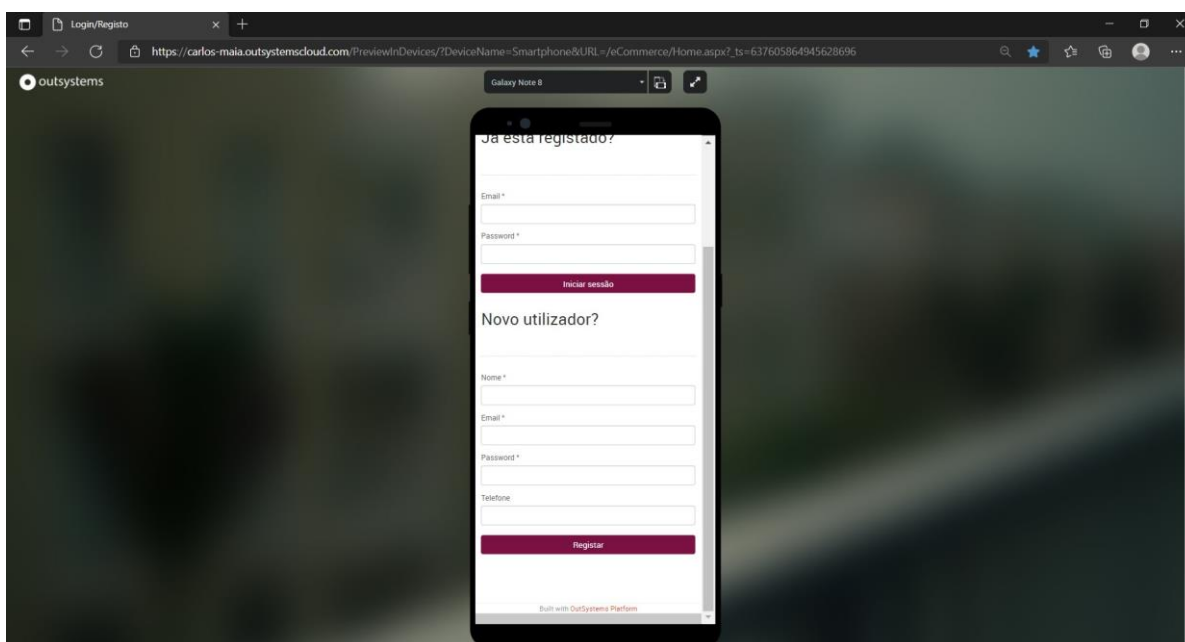 Login/Registo
https://carlos-maia.outsystemscloud.com/PreviewInDevices/?DeviceName=Smartphone&URL=/eCommerce/Home.aspx?_ts=637605864945628696
outsystems
Galaxy Note 8
Já está registado?
Email *
Password *
Iniciar sessão
Novo utilizador?
Nome *
Email *
Password *
Telefone
Registar
Built with OutSystems Platform